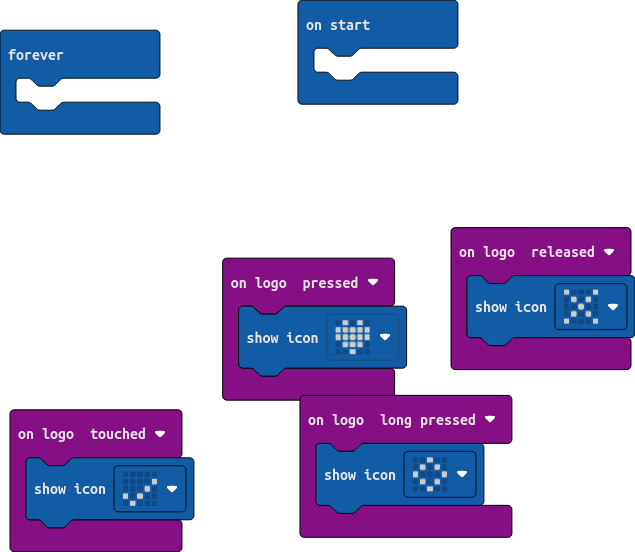 forever
on start
on logo released
show icon
on logo pressed
show icon
on logo touched
show icon
on logo long pressed
show icon